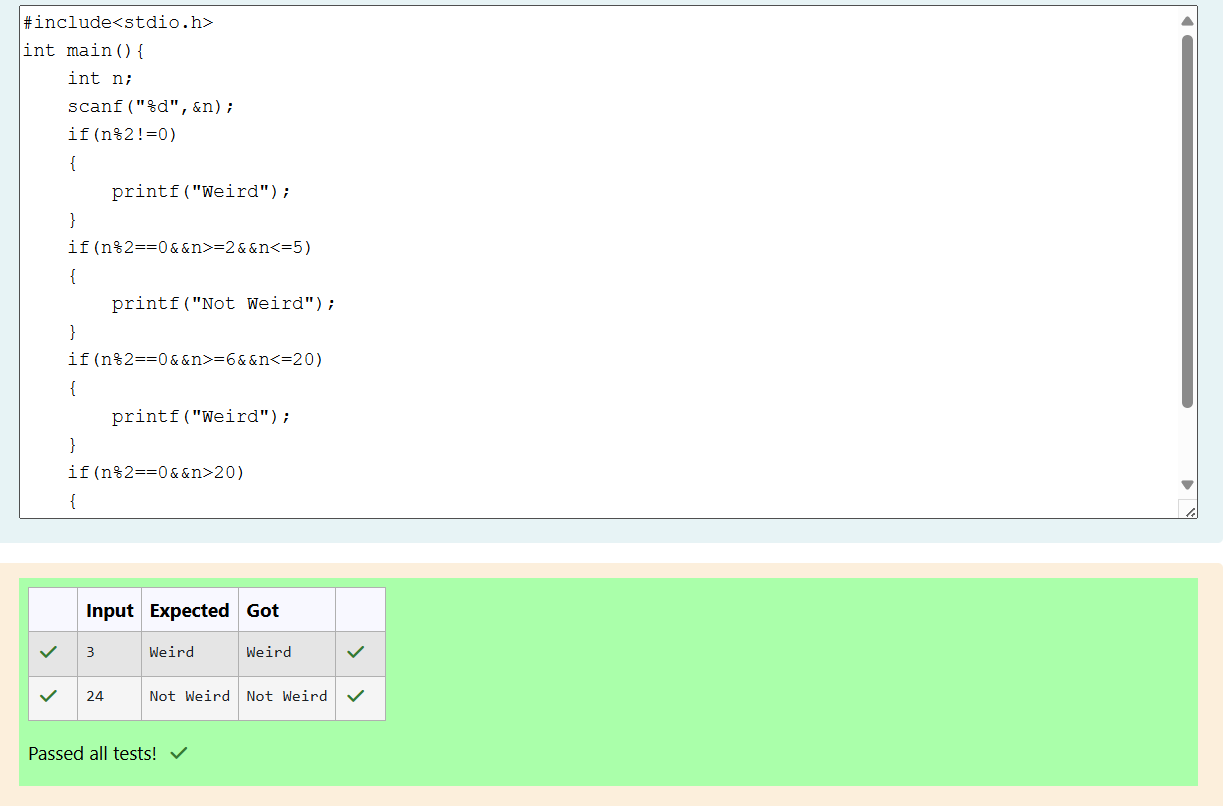 #include<stdio.h>
int main(){
    int n;
    scanf("%d",&n);
    if(n%2!=0)
    {
        printf("Weird");
    }
    if(n%2==0&&n>=2&&n<=5)
    {
        printf("Not Weird");
    }
    if(n%2==0&&n>=6&&n<=20)
    {
        printf("Weird");
    }
    if(n%2==0&&n>20)
    {
Input Expected Got
3 Weird Weird
24 Not Weird Not Weird
Passed all tests!